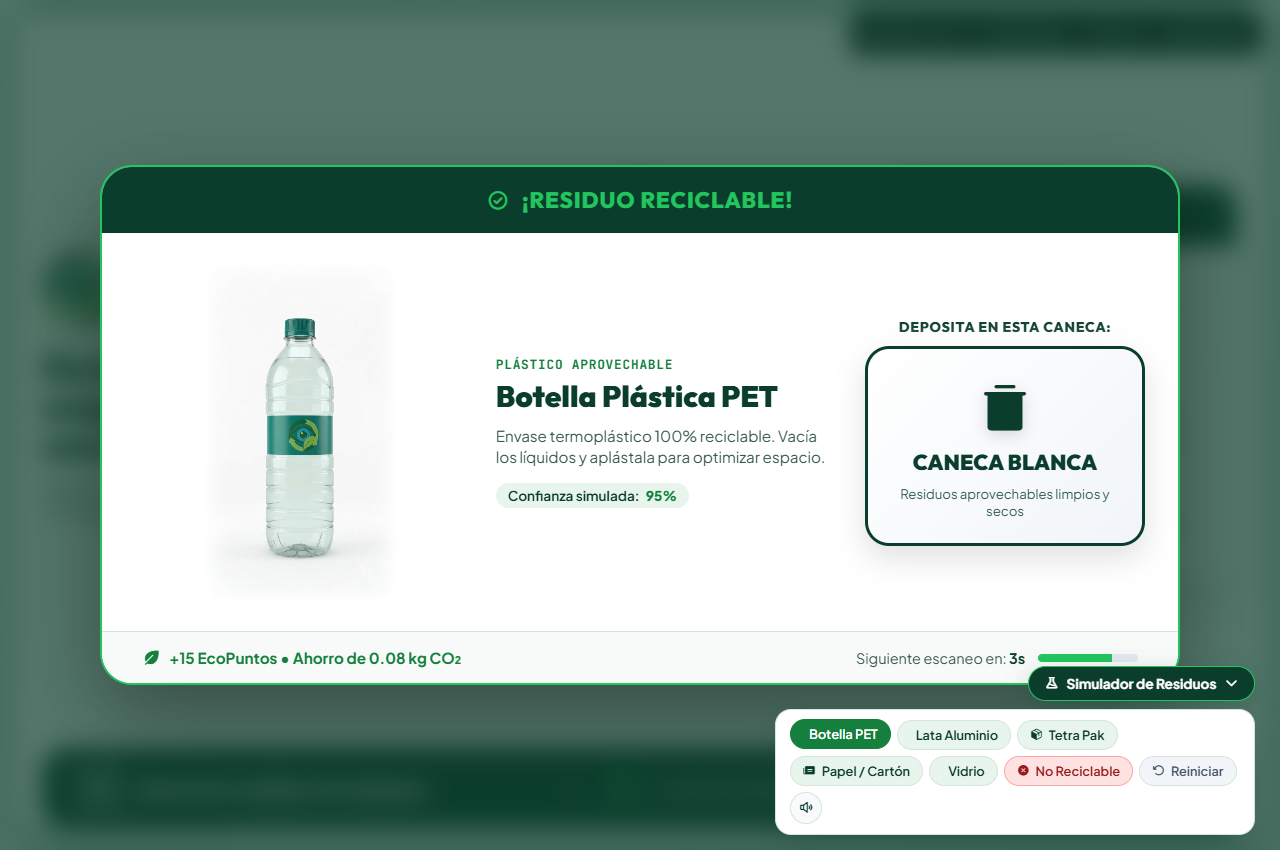 ¡RESIDUO RECICLABLE!
PLÁSTICO APROVECHABLE
Botella Plástica PET
Envase termoplástico 100% reciclable. Vacía
los líquidos y aplástala para optimizar espacio.
Confianza simulada: 95%
DEPOSITA EN ESTA CANECA:
CANECA BLANCA
Residuos aprovechables limpios y
secos
+15 EcoPuntos • Ahorro de 0.08 kg CO₂
Siguiente escaneo en: 3s
Simulador de Residuos
Botella PET
Lata Aluminio
Tetra Pak
Papel / Cartón
Vidrio
No Reciclable
Reiniciar